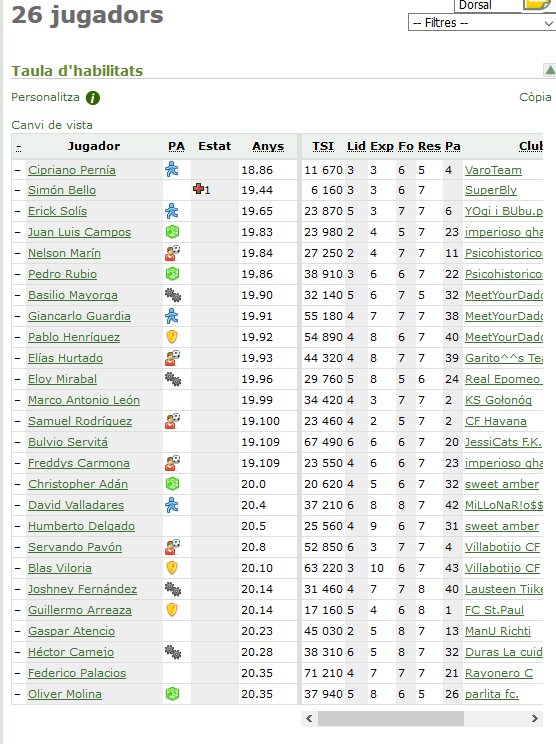 26 jugadors
Dorsal
-- Filtres --
Taula d'habilitats
Personalitza i Còpia
Canvi de vista
- Jugador PA Estat Anys TSI Lid Exp Fo Res Pa Club
- Cipriano Pernía 18.86 11 670 3 3 6 5 4 VaroTeam
- Simón Bello 1 19.44 6 160 3 3 6 7 SuperBly
- Erick Solís 19.65 23 870 5 3 7 7 6 YOgi i BUbu.p
- Juan Luis Campos 19.83 23 980 2 4 5 7 23 imperioso gha
- Nelson Marín 19.84 27 250 2 4 7 7 11 Psicohistorico
- Pedro Rubio 19.86 38 910 3 6 6 7 22 Psicohistorico
- Basilio Mayorga 19.90 32 140 5 6 7 5 32 MeetYourDado
- Giancarlo Guardia 19.91 55 180 4 7 7 7 38 MeetYourDado
- Pablo Henríquez 19.92 54 890 4 8 6 7 40 MeetYourDado
- Elías Hurtado 19.93 44 320 4 8 7 7 39 Garito^^s Tea
- Eloy Mirabal 19.96 29 760 5 8 5 6 24 Real Epomeo
- Marco Antonio León 19.99 34 420 4 3 7 7 2 KS Gołonóg
- Samuel Rodríguez 19.100 23 460 4 2 5 7 2 CF Havana
- Bulvio Servitá 19.109 67 490 6 6 6 7 20 JessiCats F.K.
- Freddys Carmona 19.109 23 550 4 6 6 7 23 imperioso gha
- Christopher Adán 20.0 20 620 4 5 6 7 32 sweet amber
- David Valladares 20.4 37 210 6 8 8 7 42 MiLLoNaR!o$$
- Humberto Delgado 20.5 25 560 4 9 6 7 31 sweet amber
- Servando Pavón 20.8 52 850 6 3 7 7 4 Villabotijo CF
- Blas Viloria 20.10 63 220 3 10 6 7 43 Villabotijo CF
- Joshney Fernández 20.14 31 460 4 7 7 8 40 Lausteen Tiike
- Guillermo Arreaza 20.14 17 160 5 4 6 8 1 FC St.Paul
- Gaspar Atencio 20.23 45 030 2 5 8 7 13 ManU Richti
- Héctor Camejo 20.28 38 310 6 5 8 7 32 Duras La cuid
- Federico Palacios 20.35 71 210 4 7 7 7 21 Rayonero C
- Oliver Molina 20.35 37 940 5 8 6 5 26 parlita fc.